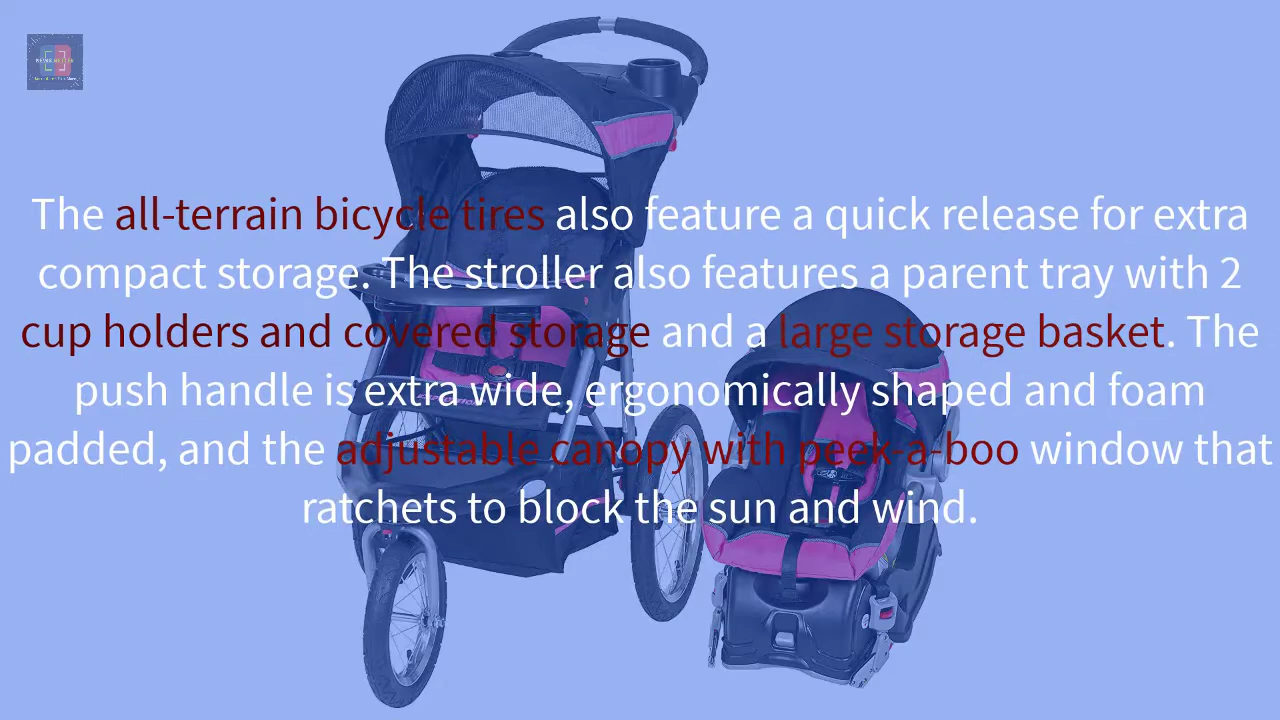 The all-terrain bicycle tires also feature a quick release for extra
compact storage. The stroller also features a parent tray with 2
cup holders and covered storage and a large storage basket. The
push handle is extra wide, ergonomically shaped and foam
padded, and the adjustable canopy with peek-a-boo window that
ratchets to block the sun and wind.